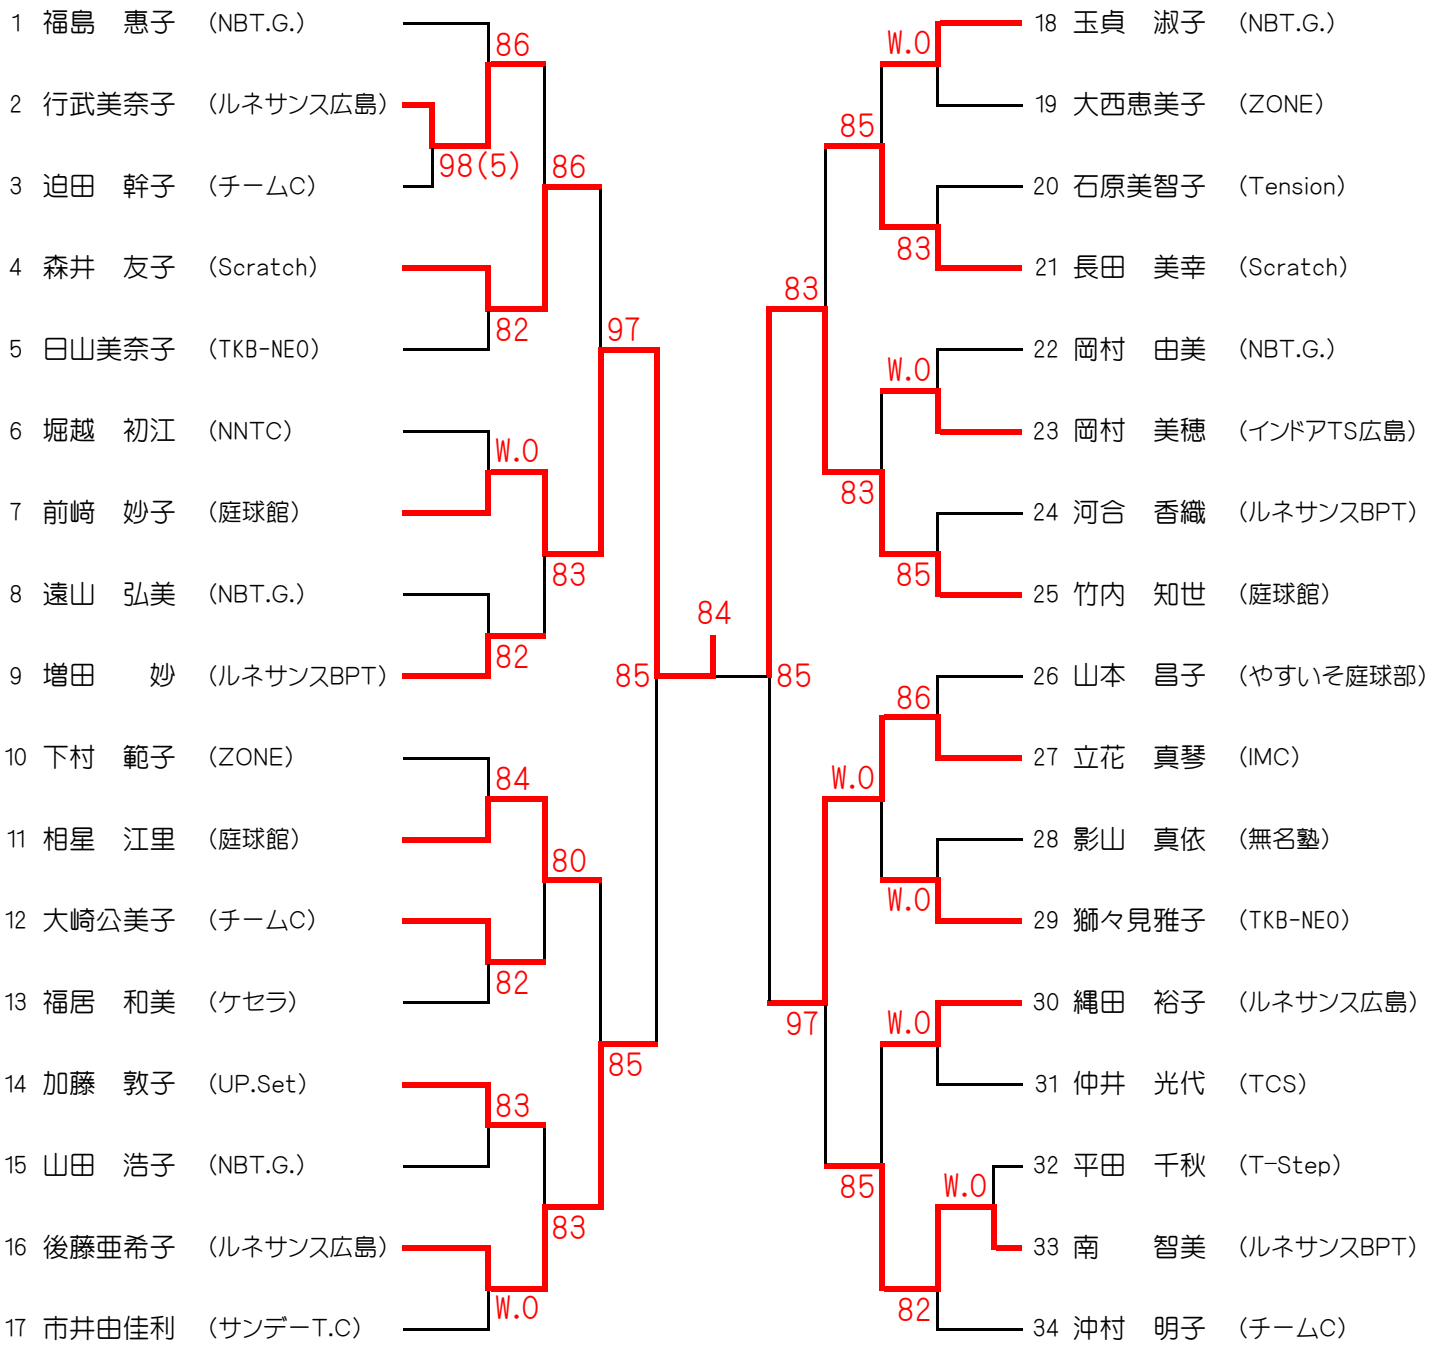 1 福島　恵子 (NBT.G.)
86
2 行武美奈子 (ルネサンス広島)
98(5)
3 迫田　幹子 (チームC)
86
4 森井　友子 (Scratch)
82
5 日山美奈子 (TKB-NEO)
97
6 堀越　初江 (NNTC)
W.O
7 前﨑　妙子 (庭球館)
83
8 遠山　弘美 (NBT.G.)
82
9 増田　　妙 (ルネサンスBPT)
85
10 下村　範子 (ZONE)
84
11 相星　江里 (庭球館)
80
12 大崎公美子 (チームC)
82
13 福居　和美 (ケセラ)
85
14 加藤　敦子 (UP.Set)
83
15 山田　浩子 (NBT.G.)
83
16 後藤亜希子 (ルネサンス広島)
W.O
17 市井由佳利 (サンデーT.C)
84
18 玉貞　淑子 (NBT.G.)
W.O
19 大西恵美子 (ZONE)
85
20 石原美智子 (Tension)
83
21 長田　美幸 (Scratch)
83
22 岡村　由美 (NBT.G.)
W.O
23 岡村　美穂 (インドアTS広島)
83
24 河合　香織 (ルネサンスBPT)
85
25 竹内　知世 (庭球館)
85
26 山本　昌子 (やすいそ庭球部)
86
27 立花　真琴 (IMC)
W.O
28 影山　真依 (無名塾)
W.O
29 獅々見雅子 (TKB-NEO)
97
30 縄田　裕子 (ルネサンス広島)
W.O
31 仲井　光代 (TCS)
85
32 平田　千秋 (T-Step)
W.O
33 南　　智美 (ルネサンスBPT)
82
34 沖村　明子 (チームC)